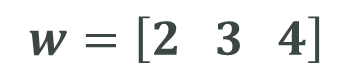 w = [2 3 4]